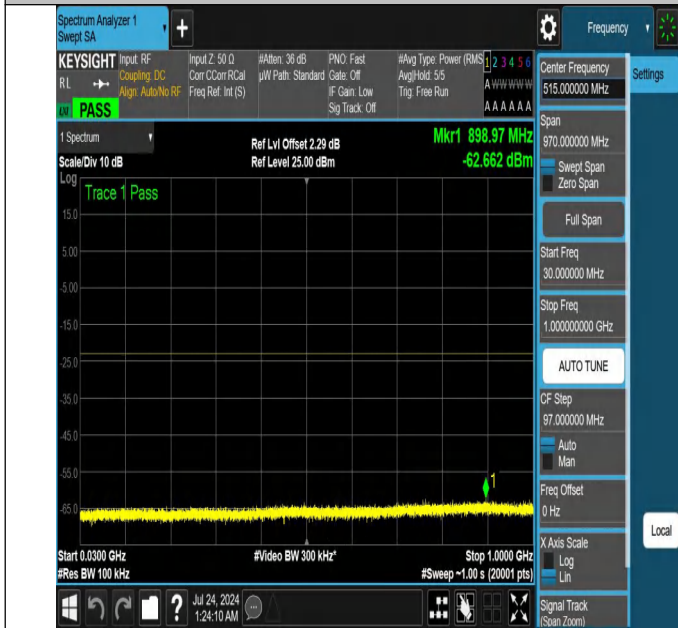 Spectrum Analyzer 1
Swept SA
+
Frequency
KEYSIGHT
RL
LXI
PASS
Input: RF
Coupling: DC
Align: Auto/No RF
Input Z: 50 Ω
Corr CCorr RCal
Freq Ref: Int (S)
#Atten: 36 dB
µW Path: Standard
PNO: Fast
Gate: Off
IF Gain: Low
Sig Track: Off
#Avg Type: Power (RMS
Avg|Hold: 5/5
Trig: Free Run
1 2 3 4 5 6
A W W W W W
A A A A A A
1 Spectrum
Scale/Div 10 dB
Ref Lvl Offset 2.29 dB
Ref Level 25.00 dBm
Mkr1 898.97 MHz
-62.662 dBm
Log
Trace 1 Pass
15.0
5.00
-5.00
-15.0
-25.0
-35.0
-45.0
-55.0
-65.0
1
Start 0.0300 GHz
#Res BW 100 kHz
#Video BW 300 kHz*
Stop 1.0000 GHz
#Sweep ~1.00 s (20001 pts)
Jul 24, 2024
1:24:10 AM
Center Frequency
515.000000 MHz
Settings
Span
970.000000 MHz
Swept Span
Zero Span
Full Span
Start Freq
30.000000 MHz
Stop Freq
1.000000000 GHz
AUTO TUNE
CF Step
97.000000 MHz
Auto
Man
Freq Offset
0 Hz
X Axis Scale
Log
Lin
Local
Signal Track
(Span Zoom)